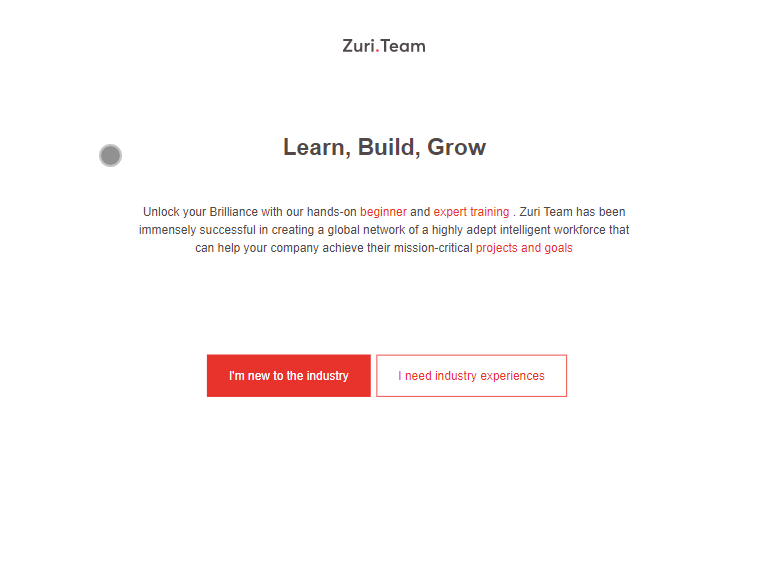 Zuri.Team
Learn, Build, Grow
Unlock your Brilliance with our hands-on beginner and expert training . Zuri Team has been
immensely successful in creating a global network of a highly adept intelligent workforce that
can help your company achieve their mission-critical projects and goals
I'm new to the industry
I need industry experiences